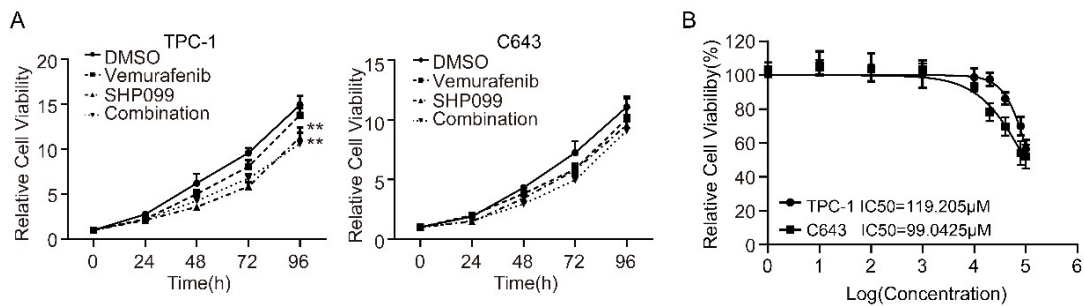 A
TPC-1
DMSO
Vemurafenib
SHP099
Combination
Relative Cell Viability
20
15
10
5
0
**
**
0 24 48 72 96
Time(h)
C643
DMSO
Vemurafenib
SHP099
Combination
Relative Cell Viability
15
10
5
0
0 24 48 72 96
Time(h)
B
Relative Cell Viabiliby(%)
120
100
80
60
40
20
0
TPC-1 IC50=119.205μM
C643 IC50=99.0425μM
0 1 2 3 4 5 6
Log(Concentration)